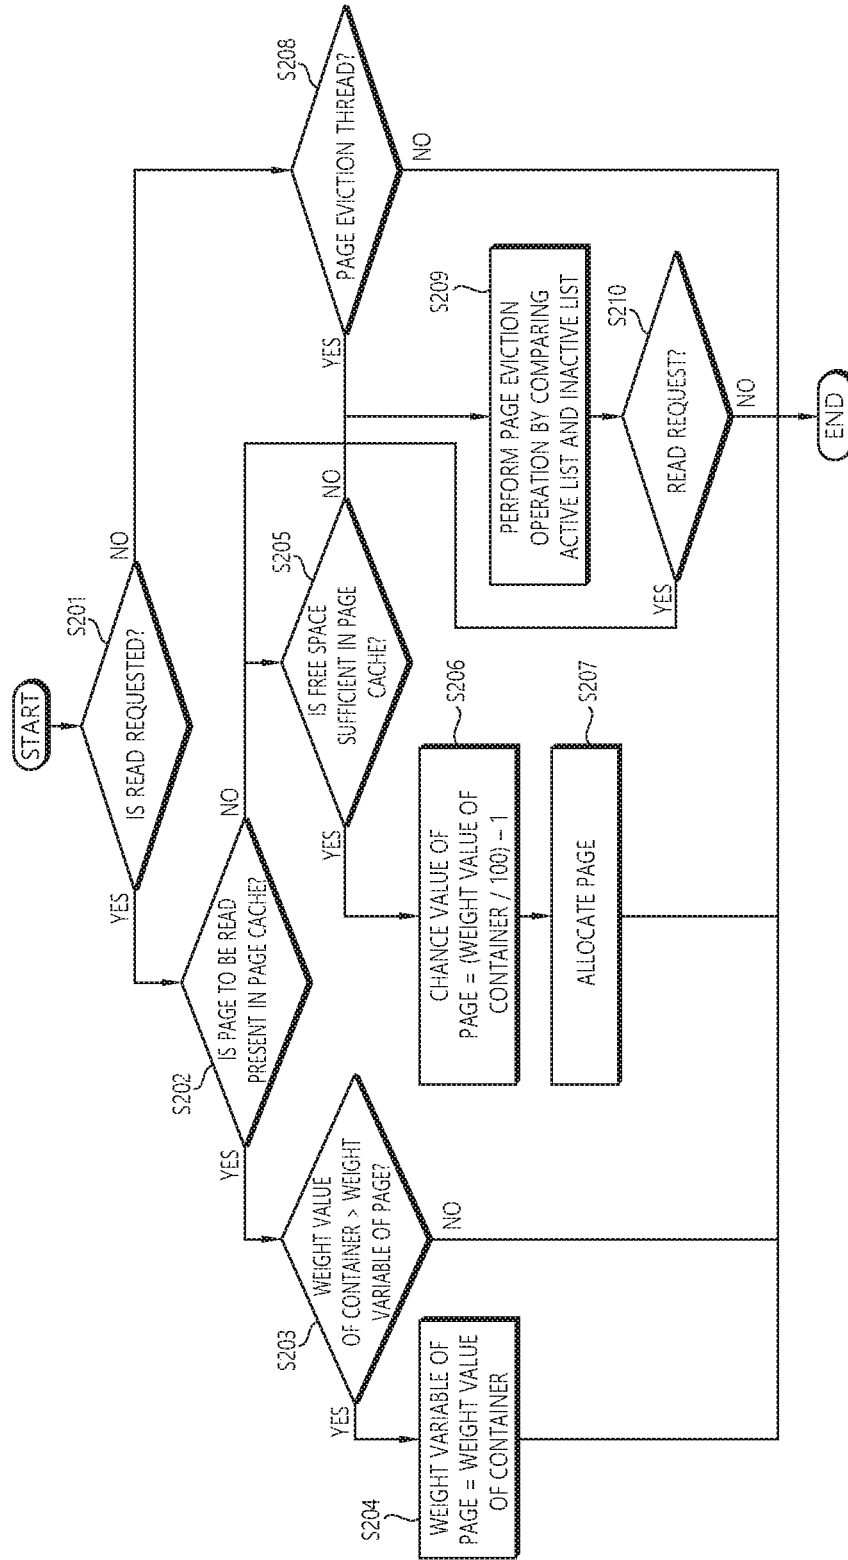 START
S201
IS READ REQUESTED?
YES
NO
S202
IS PAGE TO BE READ
PRESENT IN PAGE CACHE?
YES
NO
S203
WEIGHT VALUE
OF CONTAINER > WEIGHT
VARIABLE OF PAGE?
YES
NO
S204
WEIGHT VARIABLE OF
PAGE = WEIGHT VALUE
OF CONTAINER
S205
IS FREE SPACE
SUFFICIENT IN PAGE
CACHE?
YES
NO
S206
CHANCE VALUE OF
PAGE = (WEIGHT VALUE OF
CONTAINER / 100) - 1
S207
ALLOCATE PAGE
S208
PAGE EVICTION THREAD?
YES
NO
S209
PERFORM PAGE EVICTION
OPERATION BY COMPARING
ACTIVE LIST AND INACTIVE LIST
S210
READ REQUEST?
YES
NO
END